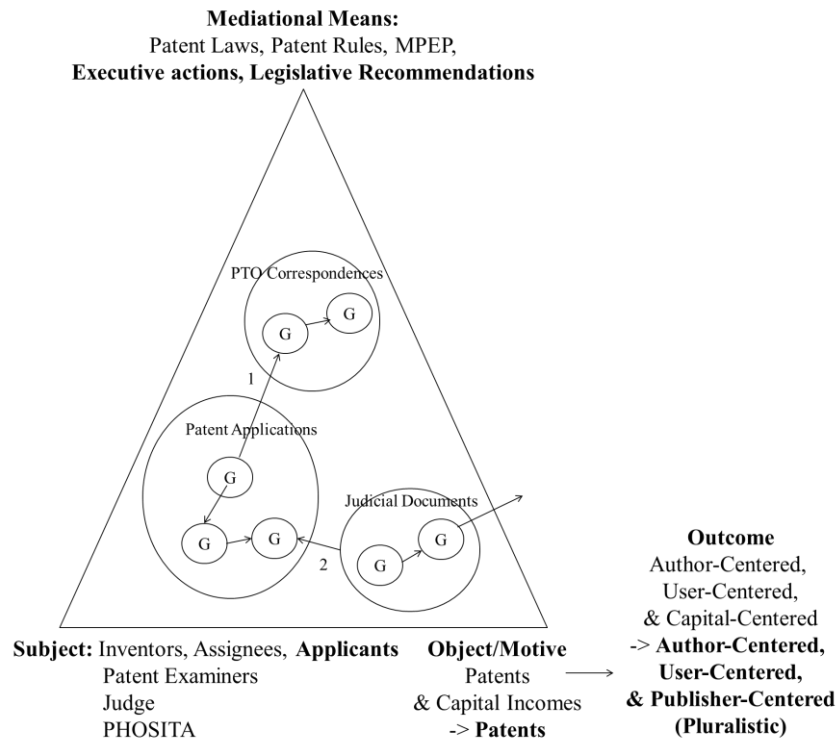 Mediational Means:
Patent Laws, Patent Rules, MPEP,
Executive actions, Legislative Recommendations
PTO Correspondences
G
G
1
Patent Applications
G
G
G
2
Judicial Documents
G
G
Subject: Inventors, Assignees, Applicants
Patent Examiners
Judge
PHOSITA
Object/Motive
Patents
& Capital Incomes
-> Patents
Outcome
Author-Centered,
User-Centered,
& Capital-Centered
-> Author-Centered,
User-Centered,
& Publisher-Centered
(Pluralistic)